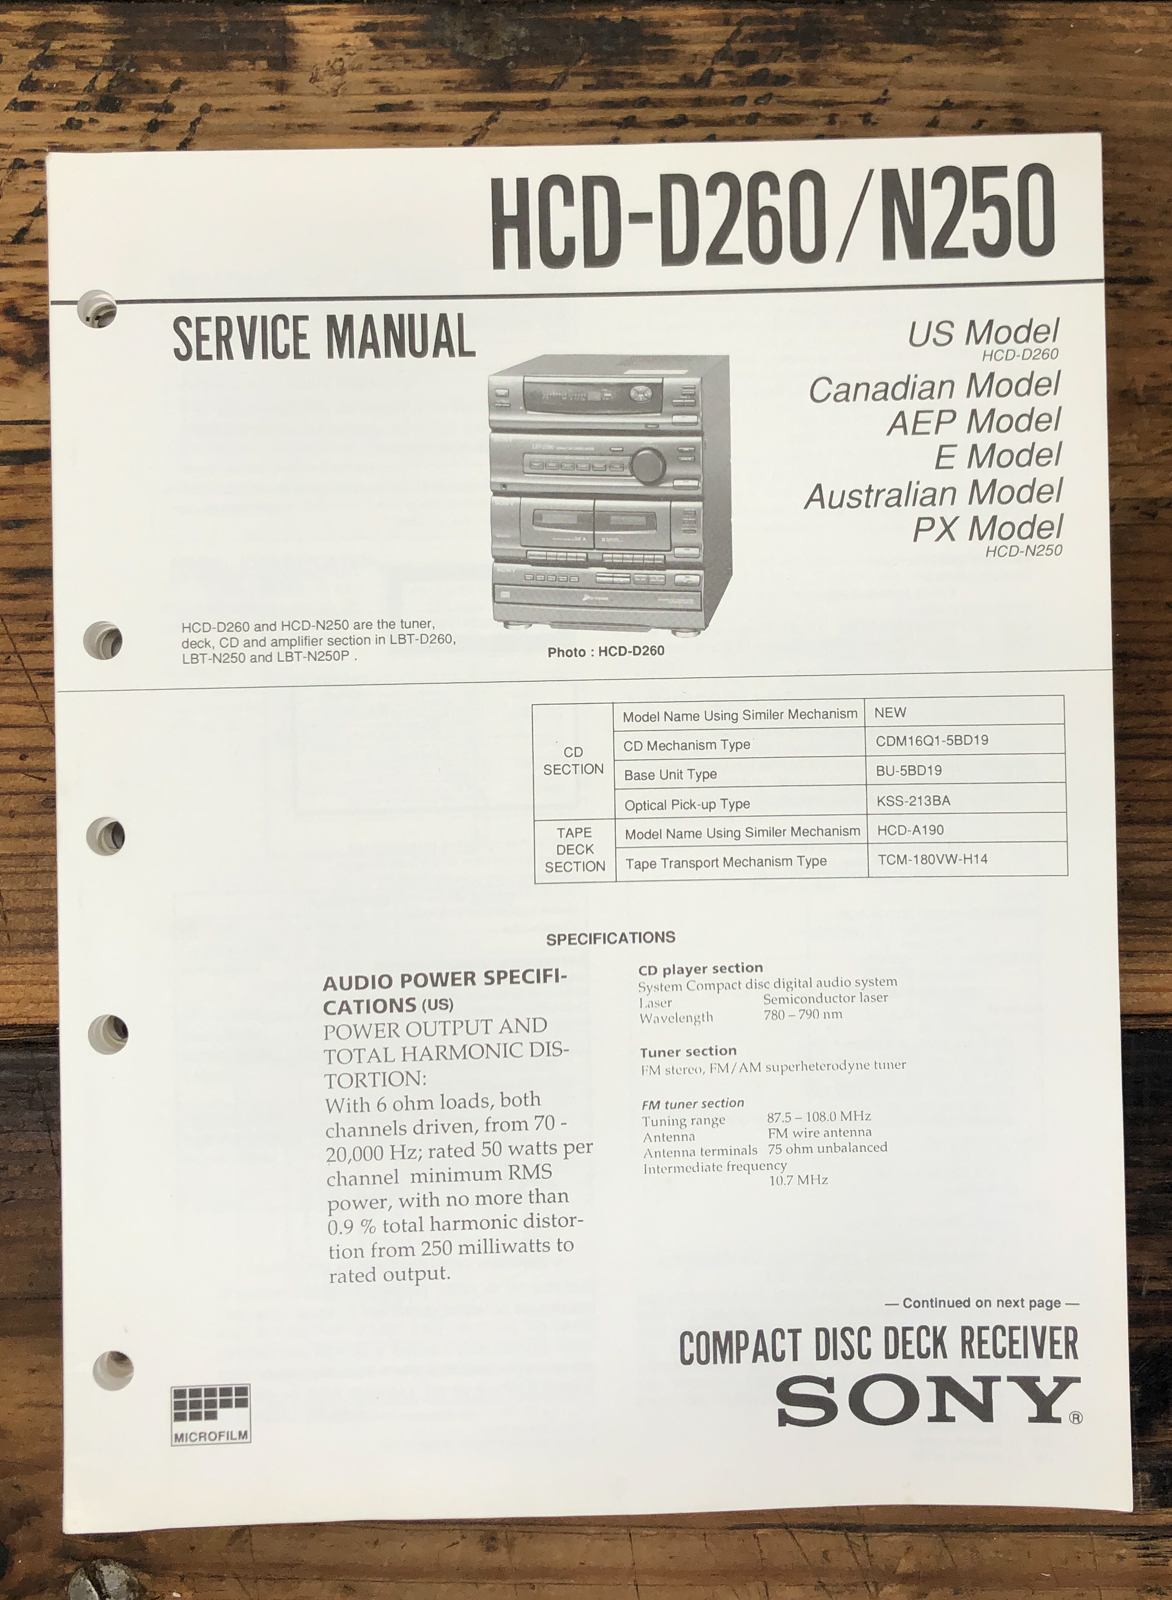 HCD-D260/N250
SERVICE MANUAL
US Model
HCD-D260
Canadian Model
AEP Model
E Model
Australian Model
PX Model
HCD-N250
HCD-D260 and HCD-N250 are the tuner,
deck, CD and amplifier section in LBT-D260,
LBT-N250 and LBT-N250P .
Photo : HCD-D260
CD
SECTION
Model Name Using Similer Mechanism NEW
CD Mechanism Type CDM16Q1-5BD19
Base Unit Type BU-5BD19
Optical Pick-up Type KSS-213BA
TAPE
DECK
SECTION
Model Name Using Similer Mechanism HCD-A190
Tape Transport Mechanism Type TCM-180VW-H14
SPECIFICATIONS
AUDIO POWER SPECIFI-
CATIONS (US)
POWER OUTPUT AND
TOTAL HARMONIC DIS-
TORTION:
With 6 ohm loads, both
channels driven, from 70 -
20,000 Hz; rated 50 watts per
channel minimum RMS
power, with no more than
0.9 % total harmonic distor-
tion from 250 milliwatts to
rated output.
CD player section
System Compact disc digital audio system
Laser Semiconductor laser
Wavelength 780 – 790 nm
Tuner section
FM stereo, FM/AM superheterodyne tuner
FM tuner section
Tuning range 87.5 – 108.0 MHz
Antenna FM wire antenna
Antenna terminals 75 ohm unbalanced
Intermediate frequency
10.7 MHz
— Continued on next page —
COMPACT DISC DECK RECEIVER
SONY®
MICROFILM